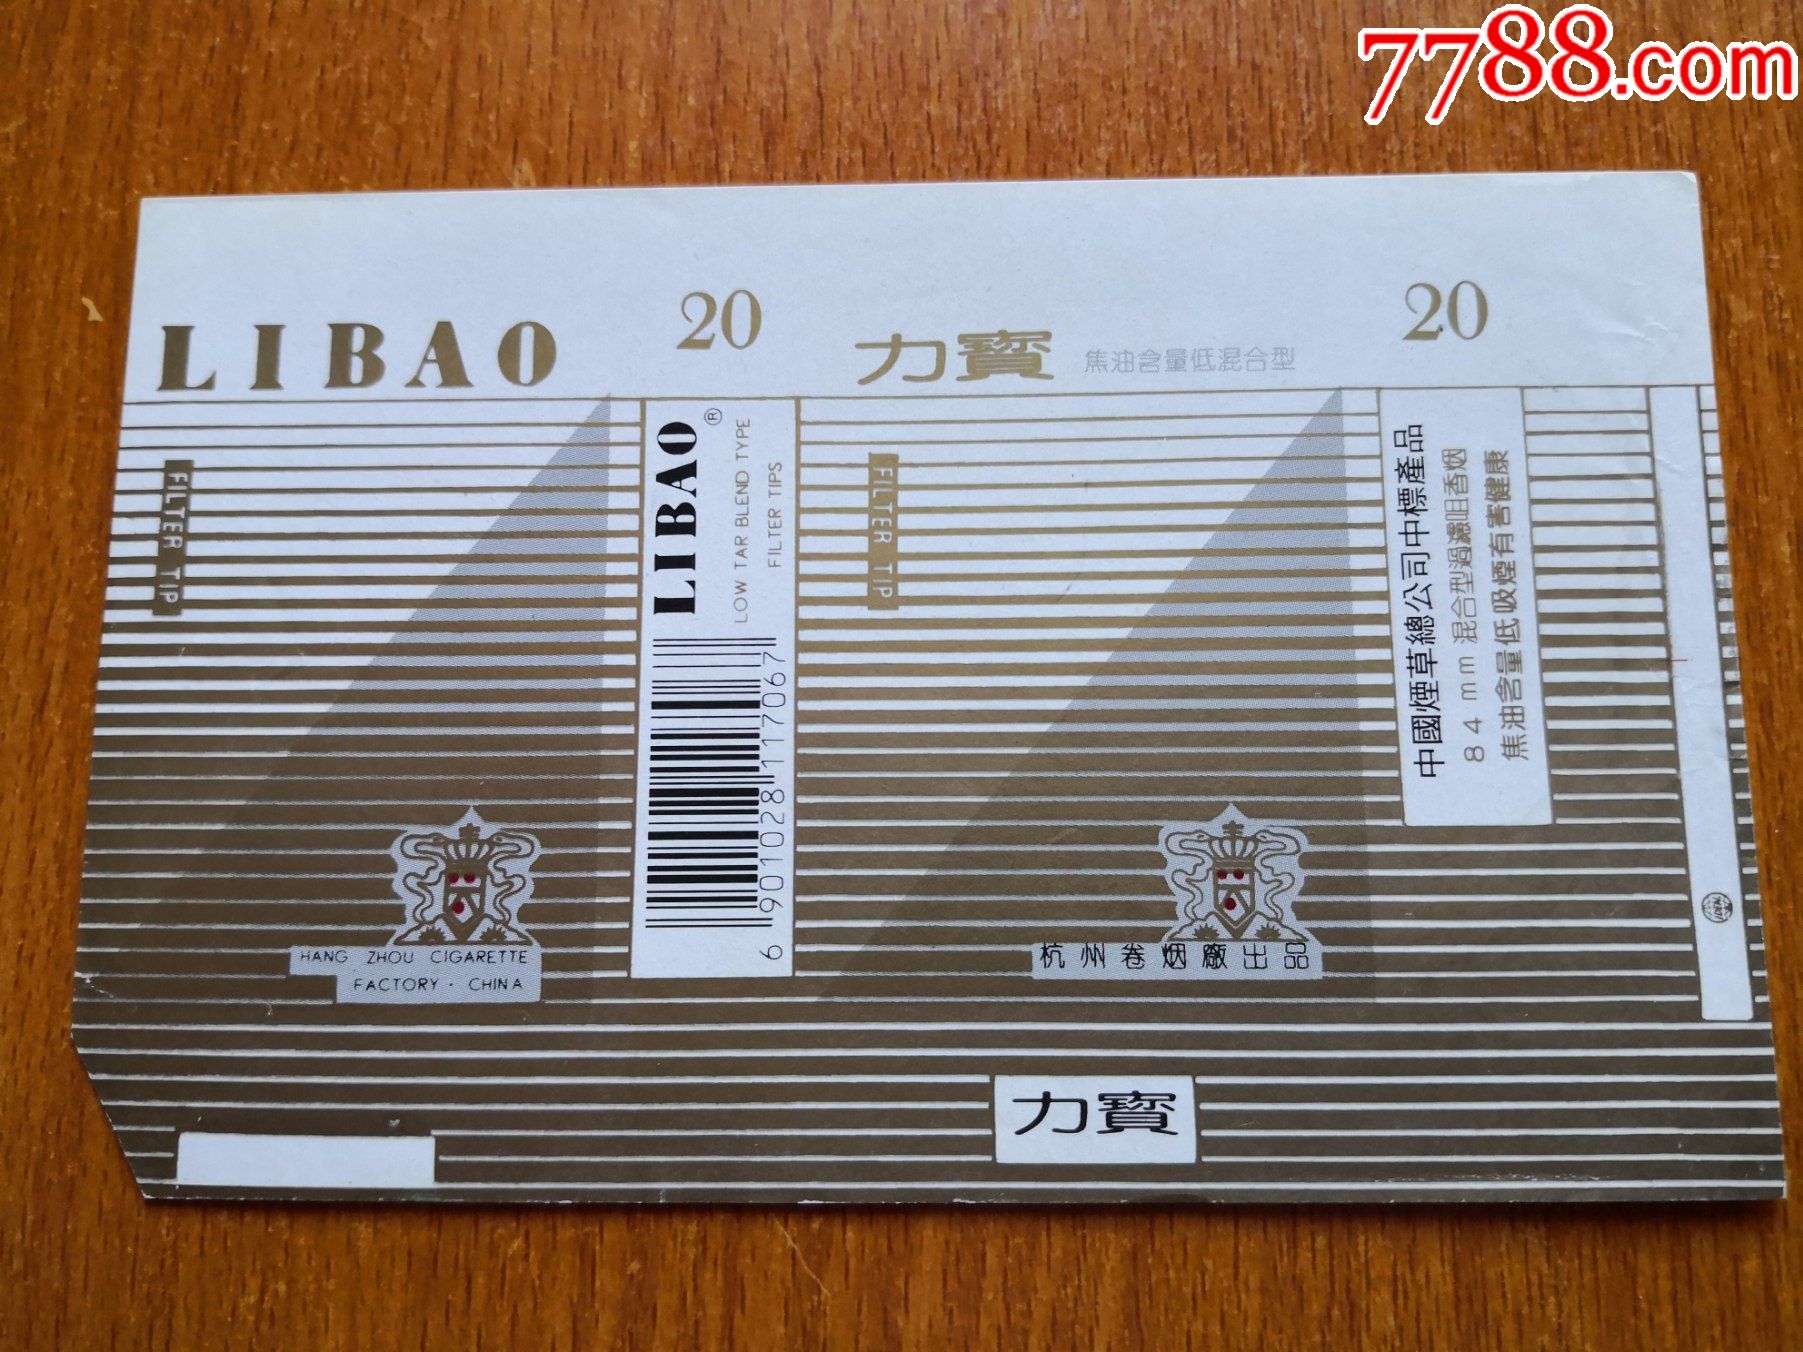 7788.com
LIBAO
20
力寶
焦油含量低混合型
20
FILTER TIP
LIBAO®
LOW TAR BLEND TYPE
FILTER TIPS
6 901028 117067
FILTER TIP
中國煙草總公司中標產品
84mm 混合型過濾咀香烟
焦油含量低 吸煙有害健康
HANG ZHOU CIGARETTE
FACTORY · CHINA
杭州卷烟廠出品
力寶